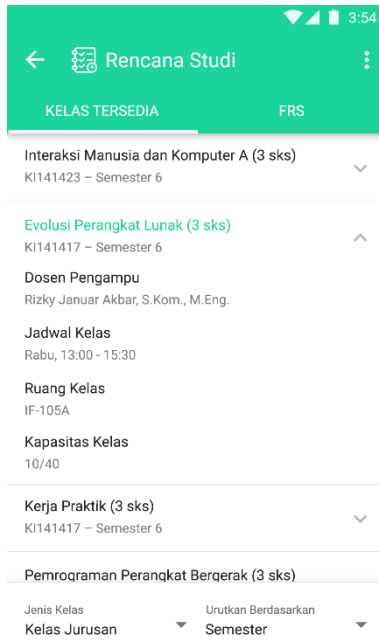 3:54
Rencana Studi
KELAS TERSEDIA FRS
Interaksi Manusia dan Komputer A (3 sks)
KI141423 – Semester 6
Evolusi Perangkat Lunak (3 sks)
KI141417 – Semester 6
Dosen Pengampu
Rizky Januar Akbar, S.Kom., M.Eng.
Jadwal Kelas
Rabu, 13:00 - 15:30
Ruang Kelas
IF-105A
Kapasitas Kelas
10/40
Kerja Praktik (3 sks)
KI141417 – Semester 6
Pemrograman Perangkat Bergerak (3 sks)
Jenis Kelas Urutkan Berdasarkan
Kelas Jurusan Semester